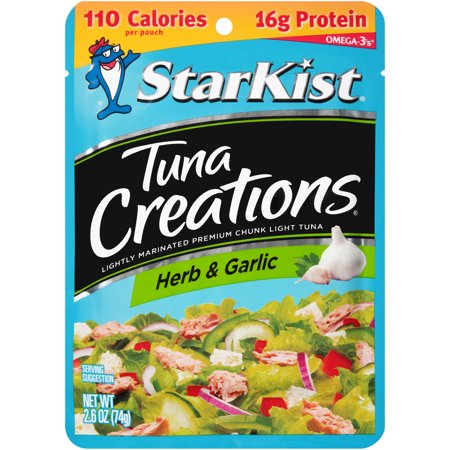 110 Calories
per pouch
16g Protein
OMEGA-3's*
StarKist®
Tuna
Creations®
LIGHTLY MARINATED PREMIUM CHUNK LIGHT TUNA
Herb & Garlic
SERVING
SUGGESTION
NET WT
2.6 OZ (74g)